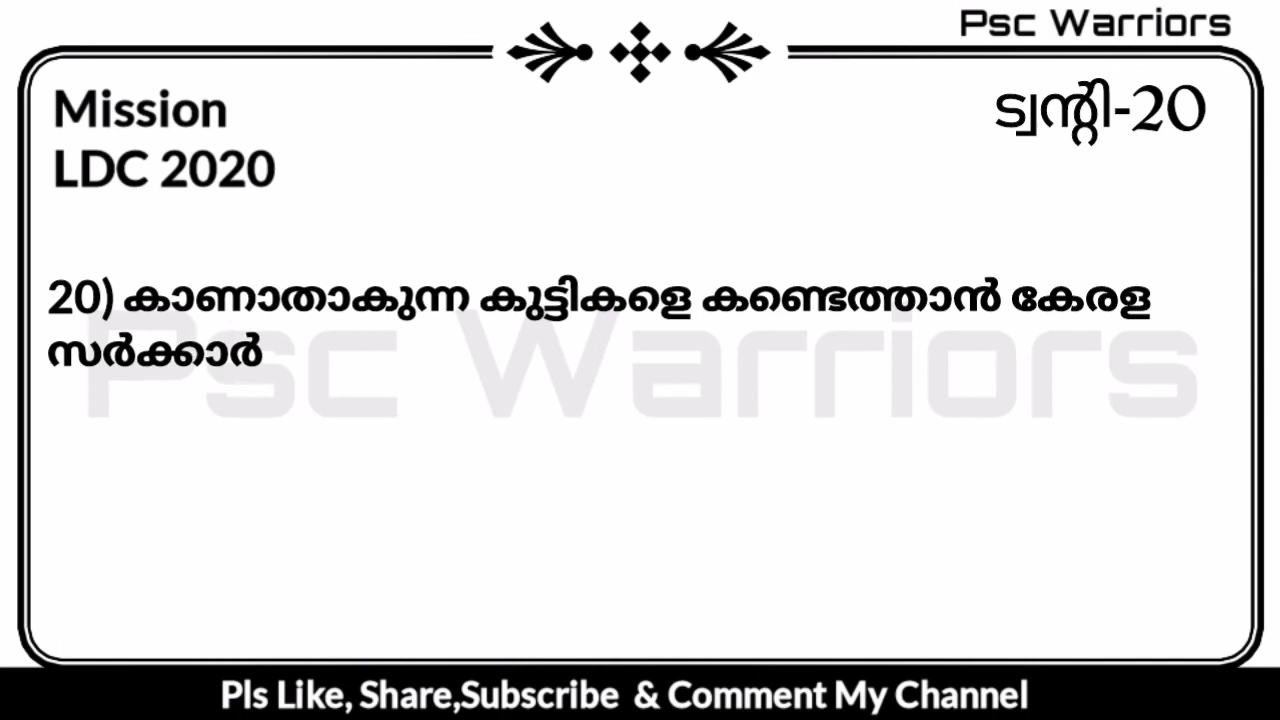 Psc Warriors
Mission
ട്വന്റി-20
LDC 2020
20) കാണാതാകുന്ന കുട്ടികളെ കണ്ടെത്താൻ കേരള
സർക്കാർ
Psc Warriors
Pls Like, Share,Subscribe & Comment My Channel